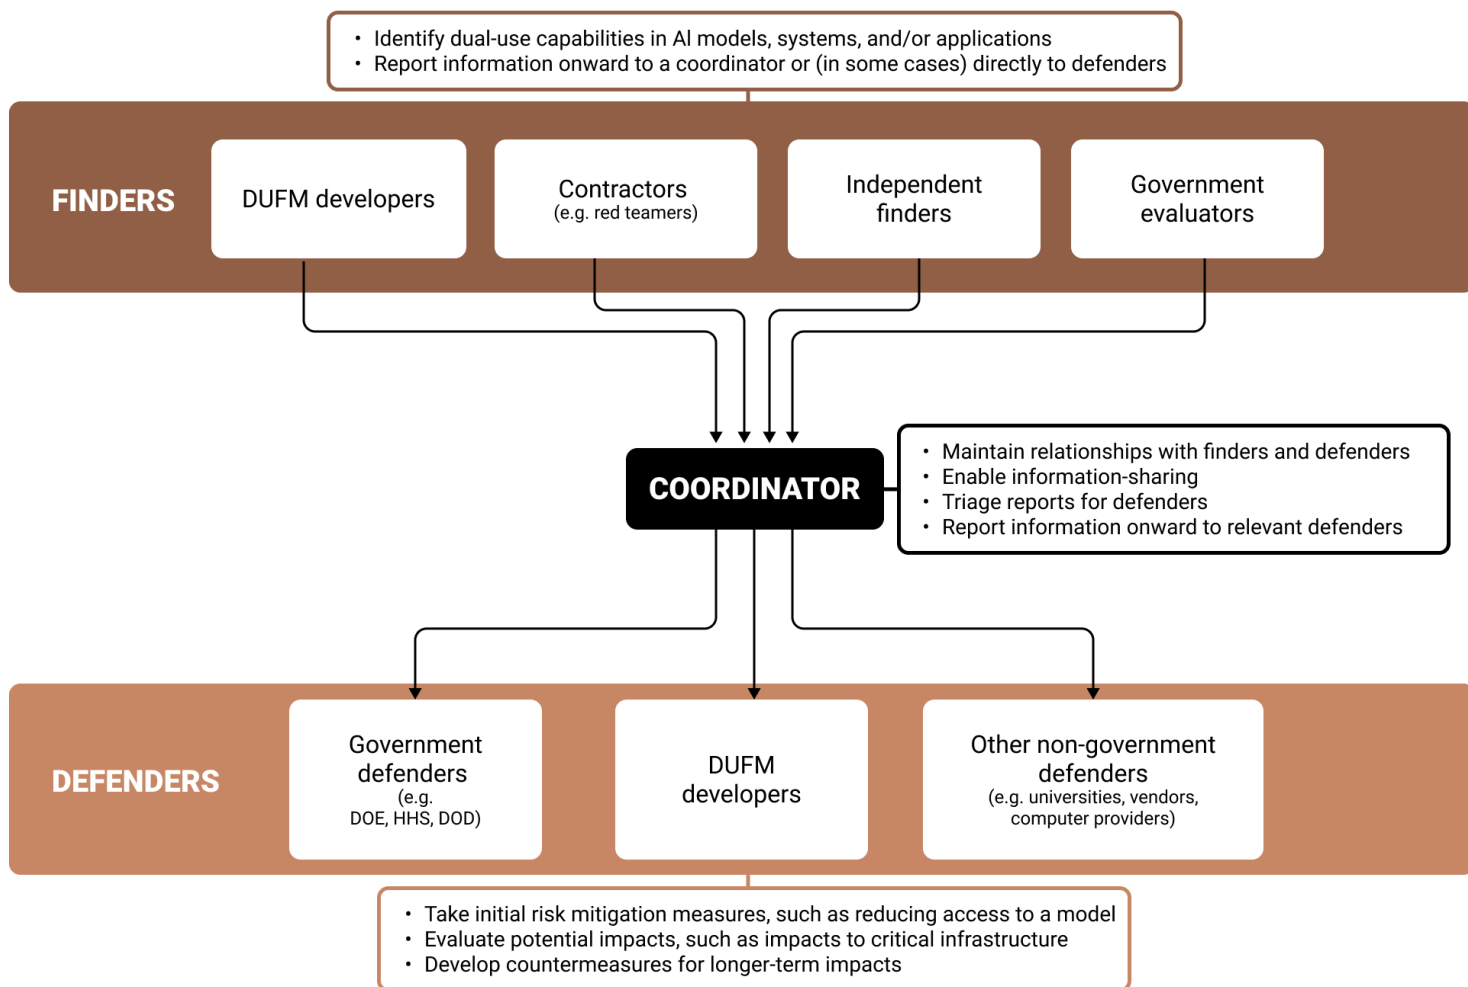 • Identify dual-use capabilities in AI models, systems, and/or applications
• Report information onward to a coordinator or (in some cases) directly to defenders
FINDERS
DUFM developers
Contractors
(e.g. red teamers)
Independent
finders
Government
evaluators
COORDINATOR
• Maintain relationships with finders and defenders
• Enable information-sharing
• Triage reports for defenders
• Report information onward to relevant defenders
DEFENDERS
Government
defenders
(e.g.
DOE, HHS, DOD)
DUFM
developers
Other non-government
defenders
(e.g. universities, vendors,
computer providers)
• Take initial risk mitigation measures, such as reducing access to a model
• Evaluate potential impacts, such as impacts to critical infrastructure
• Develop countermeasures for longer-term impacts